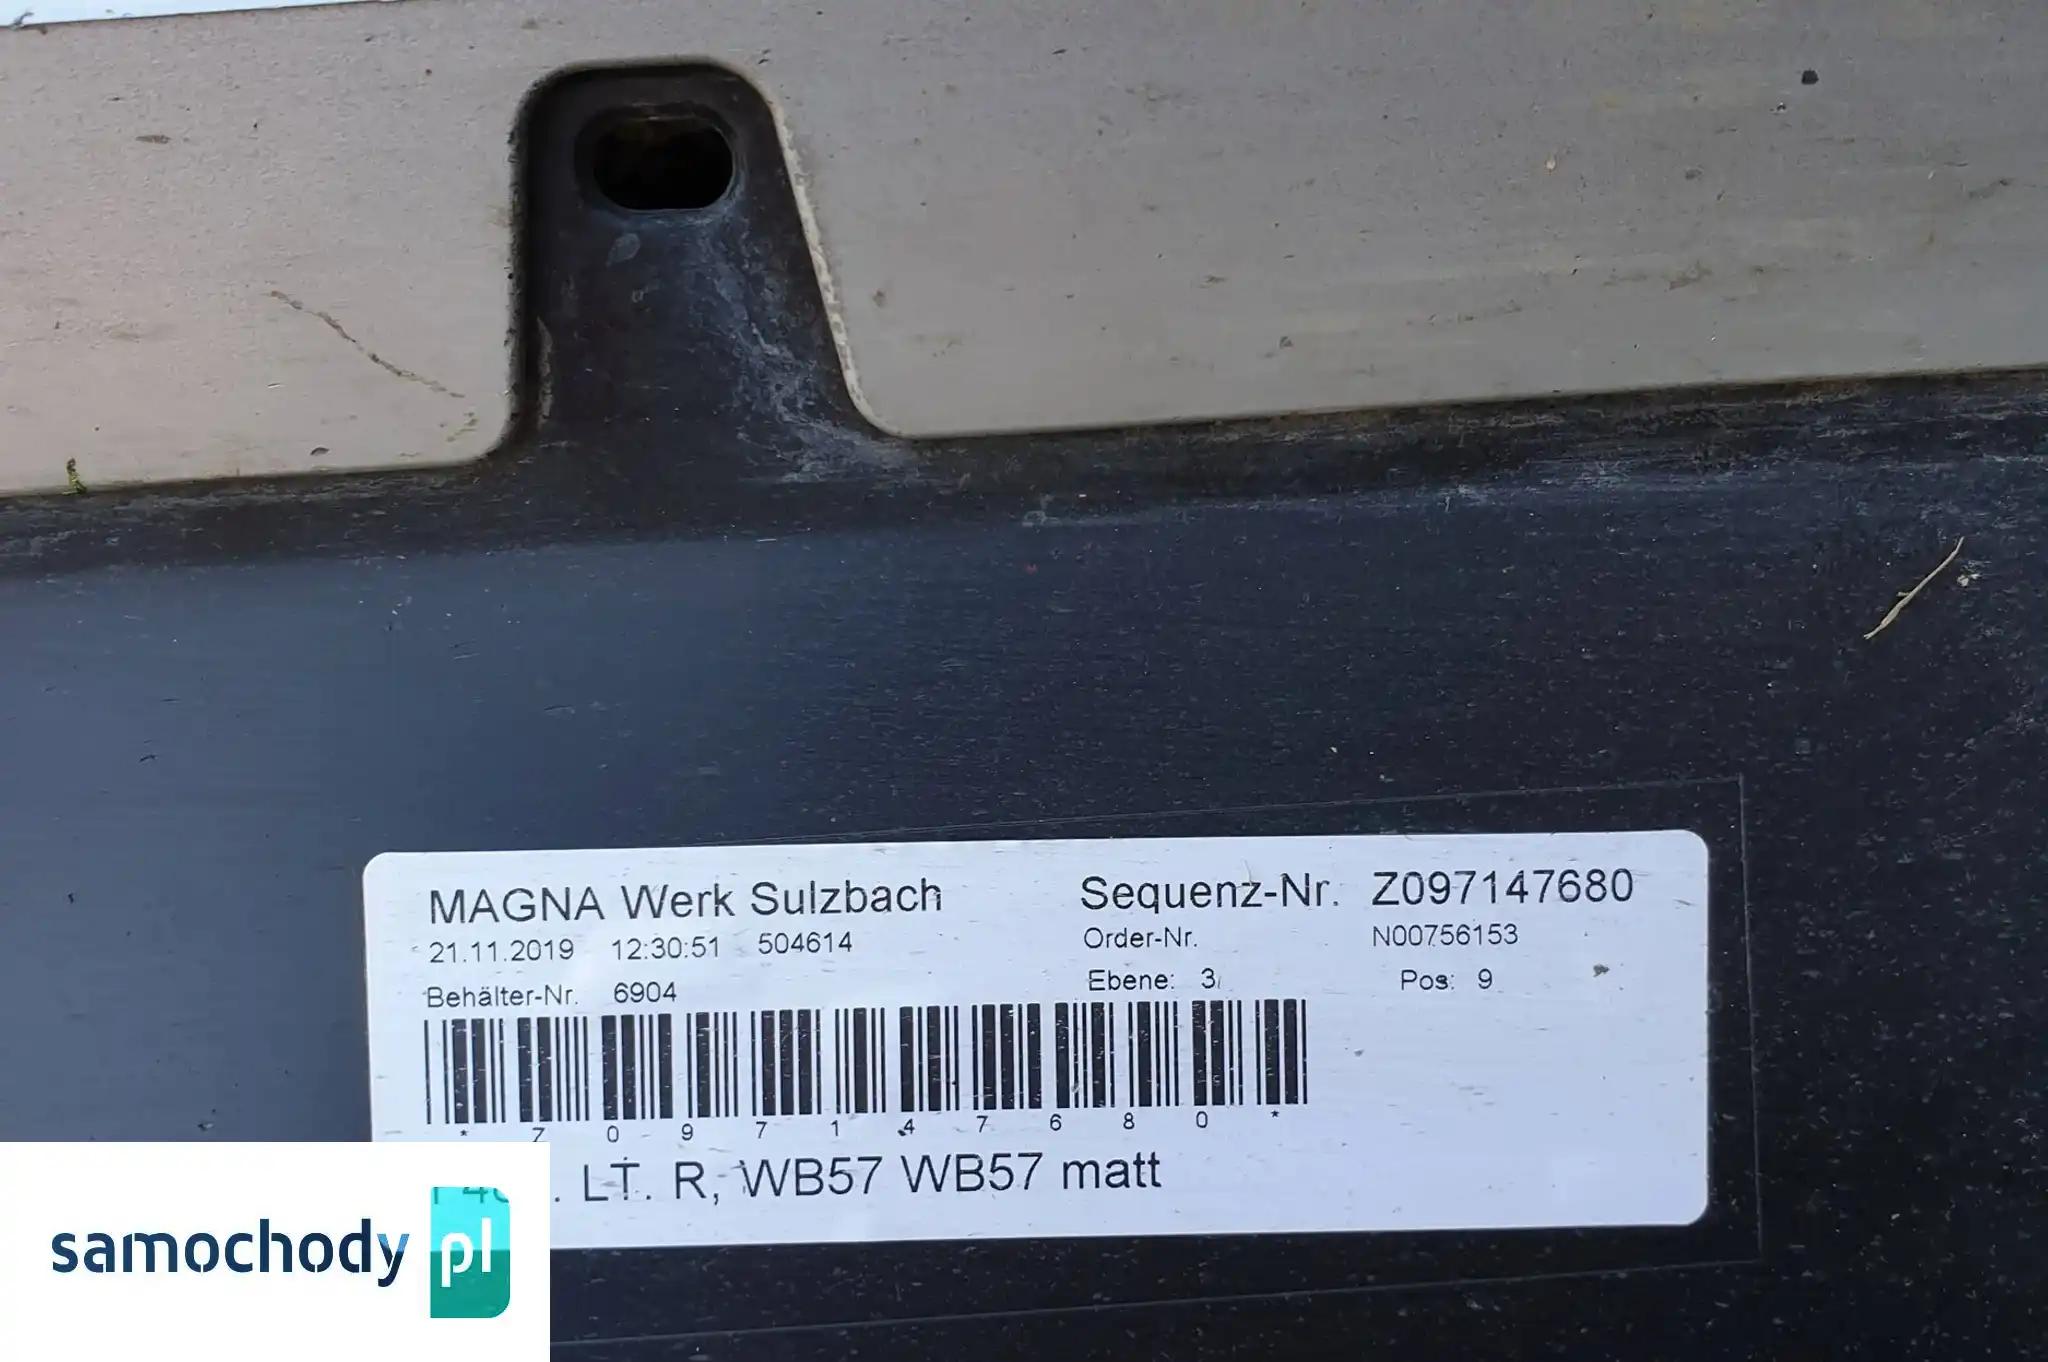 MAGNA Werk Sulzbach Sequenz-Nr. Z097147680
21.11.2019 12:30:51 504614 Order-Nr. N00756153
Behälter-Nr. 6904 Ebene: 3 Pos: 9
* Z 0 9 7 1 4 7 6 8 0 *
LT. R, WB57 WB57 matt
samochody pl